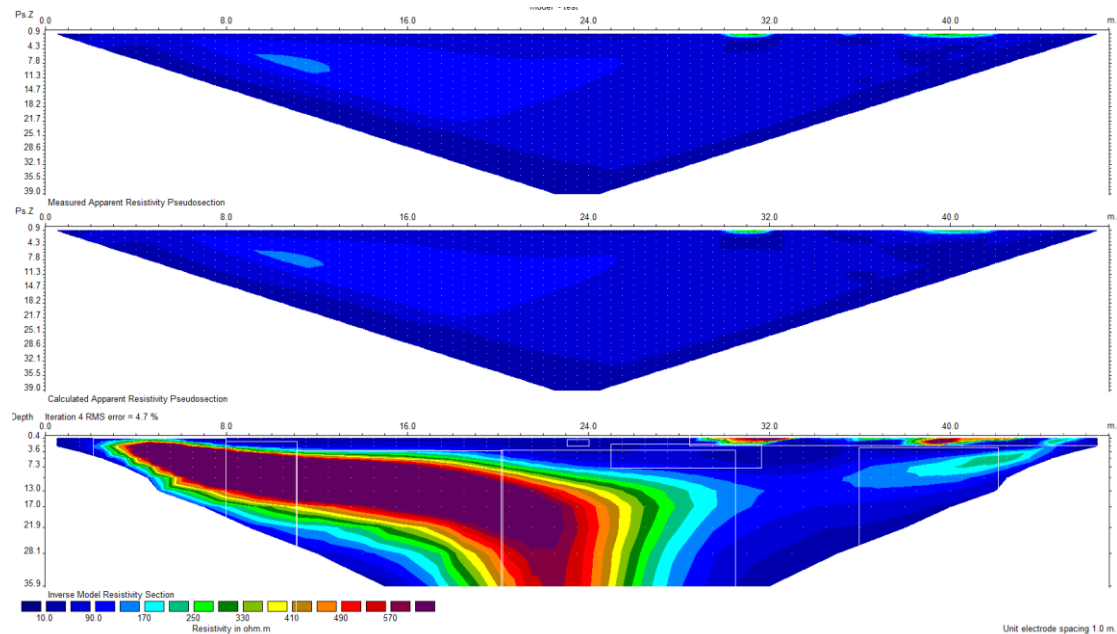 model - test
Ps.Z 0.0 8.0 16.0 24.0 32.0 40.0 m.
0.9
4.3
7.8
11.3
14.7
18.2
21.7
25.1
28.6
32.1
35.5
39.0
Measured Apparent Resistivity Pseudosection
Ps.Z 0.0 8.0 16.0 24.0 32.0 40.0 m.
0.9
4.3
7.8
11.3
14.7
18.2
21.7
25.1
28.6
32.1
35.5
39.0
Calculated Apparent Resistivity Pseudosection
Depth Iteration 4 RMS error = 4.7 %
0.0 8.0 16.0 24.0 32.0 40.0 m.
0.4
3.6
7.3
13.0
17.0
21.9
28.1
35.9
Inverse Model Resistivity Section
10.0 90.0 170 250 330 410 490 570
Resistivity in ohm.m
Unit electrode spacing 1.0 m.